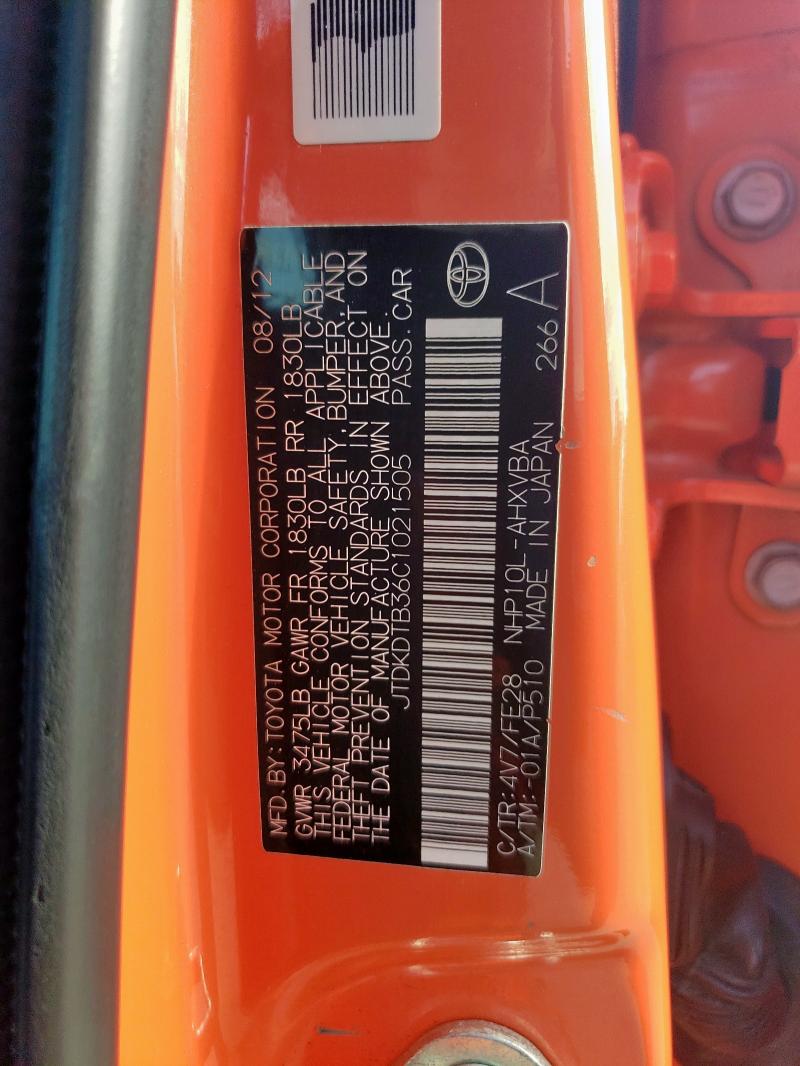 MFD.BY:TOYOTA MOTOR CORPORATION 08/12
GVWR 3475LB GAWR FR 1830LB RR 1830LB
THIS VEHICLE CONFORMS TO ALL APPLICABLE
FEDERAL MOTOR VEHICLE SAFETY,BUMPER,AND
THEFT PREVENTION STANDARDS IN EFFECT ON
THE DATE OF MANUFACTURE SHOWN ABOVE.
JTDKDTB36C1021505 PASS.CAR
C/TR:4V7/FE28 NHP10L-AHXVBA 266 A
A/TM:-01A/P510 MADE IN JAPAN